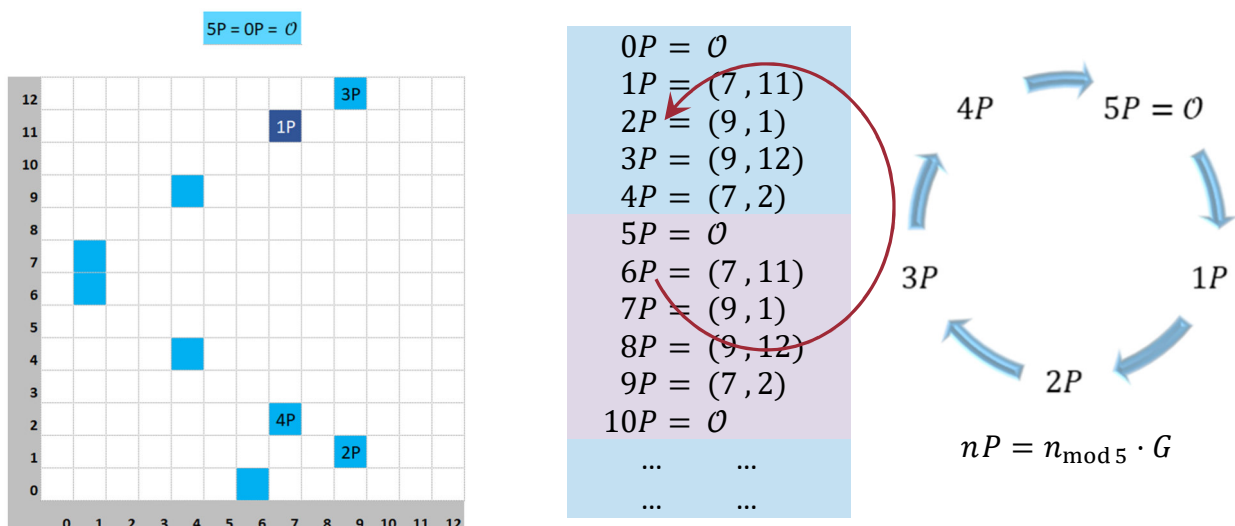 5P = 0P = 𝒪
12
3P
11
1P
10
9
8
7
6
5
4
3
2
4P
1
2P
0
0 1 2 3 4 5 6 7 8 9 10 11 12
0P = 𝒪
1P = (7 , 11)
2P = (9 , 1)
3P = (9 , 12)
4P = (7 , 2)
5P = 𝒪
6P = (7 , 11)
7P = (9 , 1)
8P = (9 , 12)
9P = (7 , 2)
10P = 𝒪
... ...
... ...
4P
5P = 𝒪
3P
1P
2P
nP = n mod 5 · G